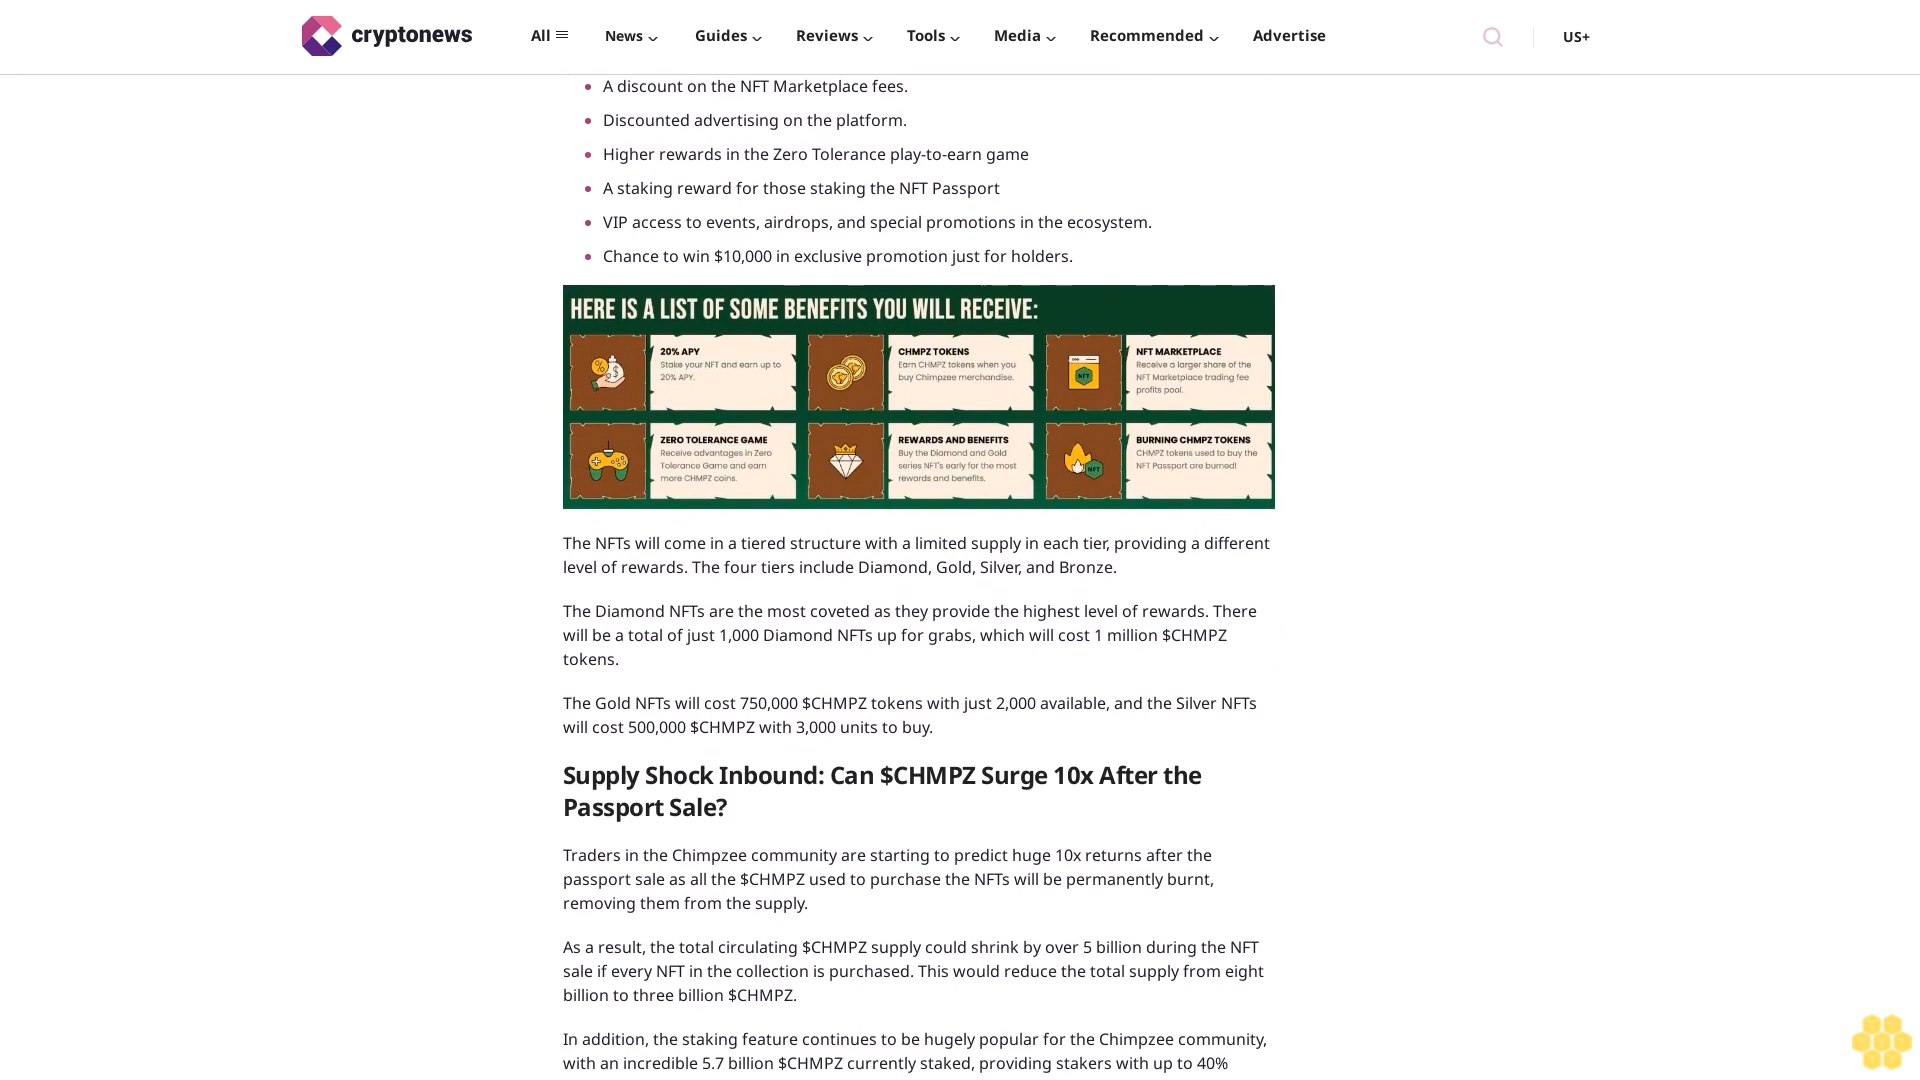 cryptonews
All
News
Guides
Reviews
Tools
Media
Recommended
Advertise
US+
A discount on the NFT Marketplace fees.
Discounted advertising on the platform.
Higher rewards in the Zero Tolerance play-to-earn game
A staking reward for those staking the NFT Passport
VIP access to events, airdrops, and special promotions in the ecosystem.
Chance to win $10,000 in exclusive promotion just for holders.
HERE IS A LIST OF SOME BENEFITS YOU WILL RECEIVE:
20% APY
Stake your NFT and earn up to
20% APY.
CHMPZ TOKENS
Earn CHMPZ tokens when you
buy Chimpzee merchandise.
NFT
NFT MARKETPLACE
Receive a larger share of the
NFT Marketplace trading fee
profits pool.
ZERO TOLERANCE GAME
Receive advantages in Zero
Tolerance Game and earn
more CHMPZ coins.
REWARDS AND BENEFITS
Buy the Diamond and Gold
series NFT's early for the most
rewards and benefits.
NFT
BURNING CHMPZ TOKENS
CHMPZ tokens used to buy the
NFT Passport are burned!
The NFTs will come in a tiered structure with a limited supply in each tier, providing a different
level of rewards. The four tiers include Diamond, Gold, Silver, and Bronze.
The Diamond NFTs are the most coveted as they provide the highest level of rewards. There
will be a total of just 1,000 Diamond NFTs up for grabs, which will cost 1 million $CHMPZ
tokens.
The Gold NFTs will cost 750,000 $CHMPZ tokens with just 2,000 available, and the Silver NFTs
will cost 500,000 $CHMPZ with 3,000 units to buy.
Supply Shock Inbound: Can $CHMPZ Surge 10x After the
Passport Sale?
Traders in the Chimpzee community are starting to predict huge 10x returns after the
passport sale as all the $CHMPZ used to purchase the NFTs will be permanently burnt,
removing them from the supply.
As a result, the total circulating $CHMPZ supply could shrink by over 5 billion during the NFT
sale if every NFT in the collection is purchased. This would reduce the total supply from eight
billion to three billion $CHMPZ.
In addition, the staking feature continues to be hugely popular for the Chimpzee community,
with an incredible 5.7 billion $CHMPZ currently staked, providing stakers with up to 40%